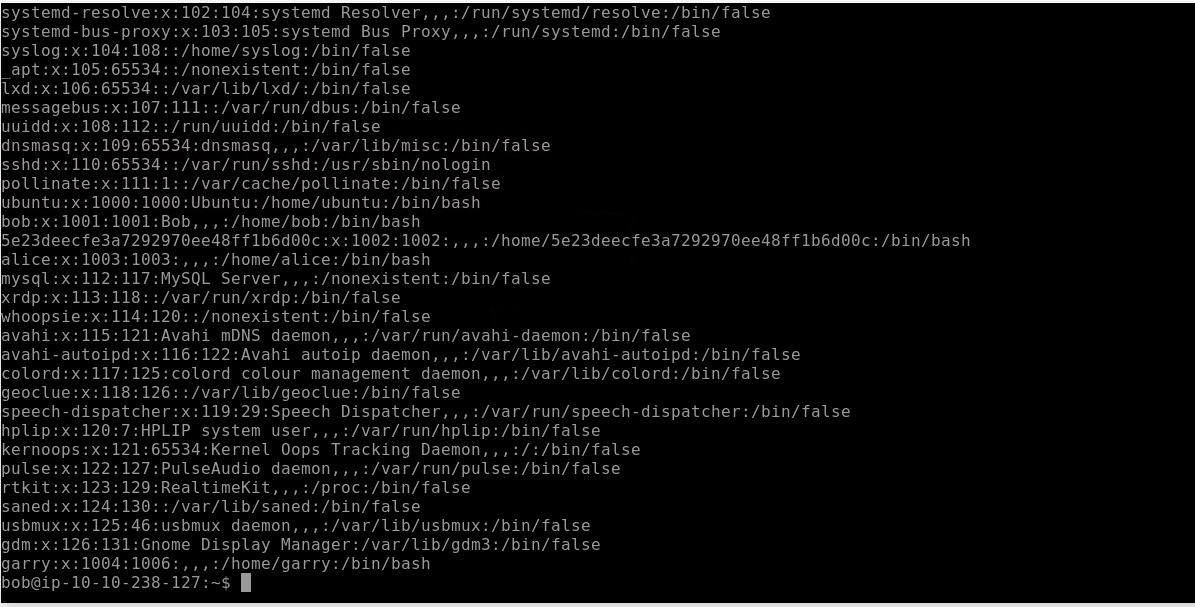 systemd-resolve:x:102:104:systemd Resolver,,,:/run/systemd/resolve:/bin/false
systemd-bus-proxy:x:103:105:systemd Bus Proxy,,,:/run/systemd:/bin/false
syslog:x:104:108::/home/syslog:/bin/false
_apt:x:105:65534::/nonexistent:/bin/false
lxd:x:106:65534::/var/lib/lxd/:/bin/false
messagebus:x:107:111::/var/run/dbus:/bin/false
uuidd:x:108:112::/run/uuidd:/bin/false
dnsmasq:x:109:65534:dnsmasq,,,:/var/lib/misc:/bin/false
sshd:x:110:65534::/var/run/sshd:/usr/sbin/nologin
pollinate:x:111:1::/var/cache/pollinate:/bin/false
ubuntu:x:1000:1000:Ubuntu:/home/ubuntu:/bin/bash
bob:x:1001:1001:Bob,,,:/home/bob:/bin/bash
5e23deecfe3a7292970ee48ff1b6d00c:x:1002:1002:,,,:/home/5e23deecfe3a7292970ee48ff1b6d00c:/bin/bash
alice:x:1003:1003:,,,:/home/alice:/bin/bash
mysql:x:112:117:MySQL Server,,,:/nonexistent:/bin/false
xrdp:x:113:118::/var/run/xrdp:/bin/false
whoopsie:x:114:120::/nonexistent:/bin/false
avahi:x:115:121:Avahi mDNS daemon,,,:/var/run/avahi-daemon:/bin/false
avahi-autoipd:x:116:122:Avahi autoip daemon,,,:/var/lib/avahi-autoipd:/bin/false
colord:x:117:125:colord colour management daemon,,,:/var/lib/colord:/bin/false
geoclue:x:118:126::/var/lib/geoclue:/bin/false
speech-dispatcher:x:119:29:Speech Dispatcher,,,:/var/run/speech-dispatcher:/bin/false
hplip:x:120:7:HPLIP system user,,,:/var/run/hplip:/bin/false
kernoops:x:121:65534:Kernel Oops Tracking Daemon,,,:/:/bin/false
pulse:x:122:127:PulseAudio daemon,,,:/var/run/pulse:/bin/false
rtkit:x:123:129:RealtimeKit,,,:/proc:/bin/false
saned:x:124:130::/var/lib/saned:/bin/false
usbmux:x:125:46:usbmux daemon,,,:/var/lib/usbmux:/bin/false
gdm:x:126:131:Gnome Display Manager:/var/lib/gdm3:/bin/false
garry:x:1004:1006:,,,:/home/garry:/bin/bash
bob@ip-10-10-238-127:~$